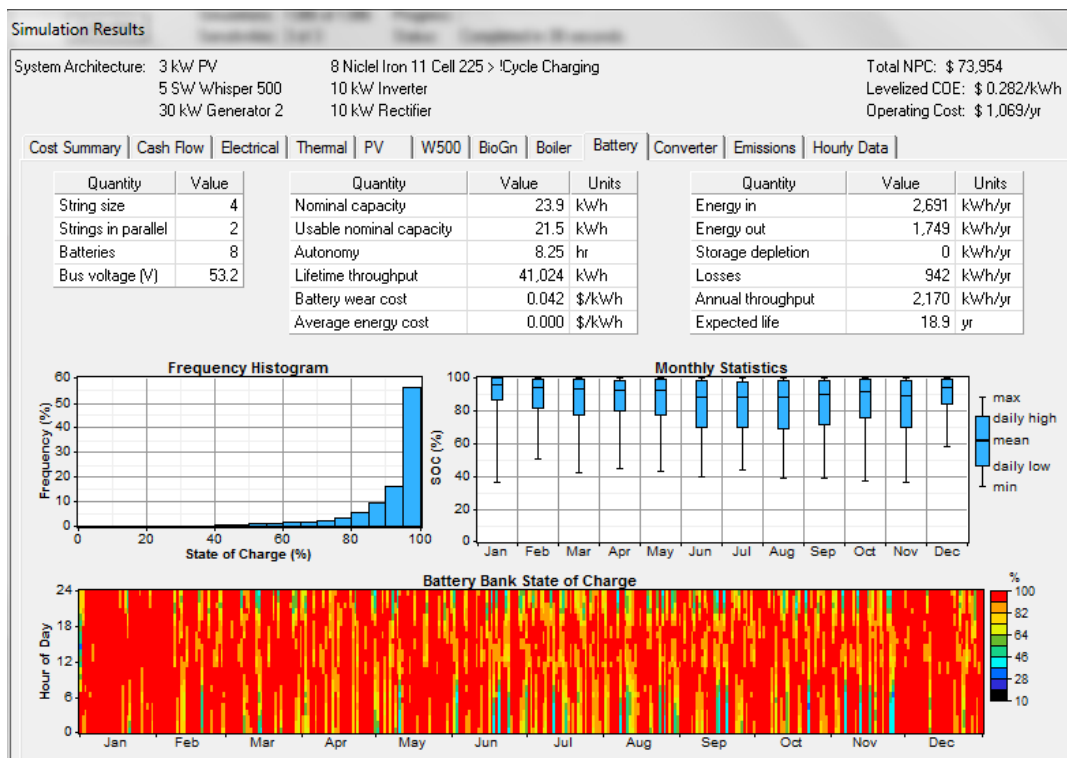 Simulation Results
System Architecture: 3 kW PV 8 Niclel Iron 11 Cell 225 > !Cycle Charging Total NPC: $ 73,954
5 SW Whisper 500 10 kW Inverter Levelized COE: $ 0.282/kWh
30 kW Generator 2 10 kW Rectifier Operating Cost: $ 1,069/yr
Cost Summary Cash Flow Electrical Thermal PV W500 BioGn Boiler Battery Converter Emissions Hourly Data
Quantity Value Quantity Value Units Quantity Value Units
String size 4 Nominal capacity 23.9 kWh Energy in 2,691 kWh/yr
Strings in parallel 2 Usable nominal capacity 21.5 kWh Energy out 1,749 kWh/yr
Batteries 8 Autonomy 8.25 hr Storage depletion 0 kWh/yr
Bus voltage (V) 53.2 Lifetime throughput 41,024 kWh Losses 942 kWh/yr
Battery wear cost 0.042 $/kWh Annual throughput 2,170 kWh/yr
Average energy cost 0.000 $/kWh Expected life 18.9 yr
Frequency Histogram
60
50
40
30
20
10
0
Frequency (%)
0 20 40 60 80 100
State of Charge (%)
Monthly Statistics
100
80
60
40
20
0
SOC (%)
Jan Feb Mar Apr May Jun Jul Aug Sep Oct Nov Dec
max
daily high
mean
daily low
min
Battery Bank State of Charge
24
18
12
6
0
Hour of Day
Jan Feb Mar Apr May Jun Jul Aug Sep Oct Nov Dec
%
100
82
64
46
28
10